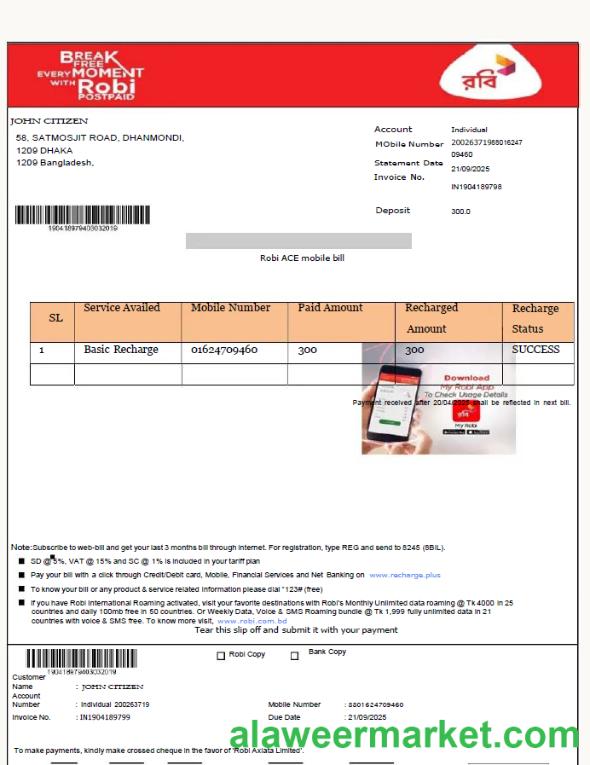 BREAK
FREE
EVERY MOMENT
WITH Robi
POSTPAID
রবি
JOHN CITIZEN
58, SATMOSJIT ROAD, DHANMONDI,
1209 DHAKA
1209 Bangladesh,
Account Individual
MObile Number 20026371988016247
09460
Statement Date 21/09/2025
Invoice No.
IN1904189798
Deposit 300.0
190418979403032019
Robi ACE mobile bill
SL Service Availed Mobile Number Paid Amount Recharged Amount Recharge Status
1 Basic Recharge 01624709460 300 300 SUCCESS
Download
My Robi App
To Check Usage Details
Payment received after 20/04/2025 shall be reflected in next bill.
রবি
My Robi
Note:Subscribe to web-bill and get your last 3 months bill through internet. For registration, type REG and send to 8245 (8BIL).
SD @ 5%, VAT @ 15% and SC @ 1% is included in your tariff plan
Pay your bill with a click through Credit/Debit card, Mobile, Financial Services and Net Banking on www.recharge.plus
To know your bill or any product & service related information please dial *123# (free)
If you have Robi International Roaming activated, visit your favorite destinations with Robi's Monthly Unlimited data roaming @ Tk 4000 in 25
countries and daily 100mb free in 50 countries. Or Weekly Data, Voice & SMS Roaming bundle @ Tk 1,999 fully unlimited data in 21
countries with voice & SMS free. To know more visit, www.robi.com.bd
Tear this slip off and submit it with your payment
190418979403032019
Robi Copy Bank Copy
Customer
Name : JOHN CITIZEN
Account
Number : Individual 200263719
Mobile Number : 8801624709460
Invoice No. : IN1904189799
Due Date : 21/09/2025
alaweermarket.com
To make payments, kindly make crossed cheque in the favor of 'Robi Axiata Limited'.